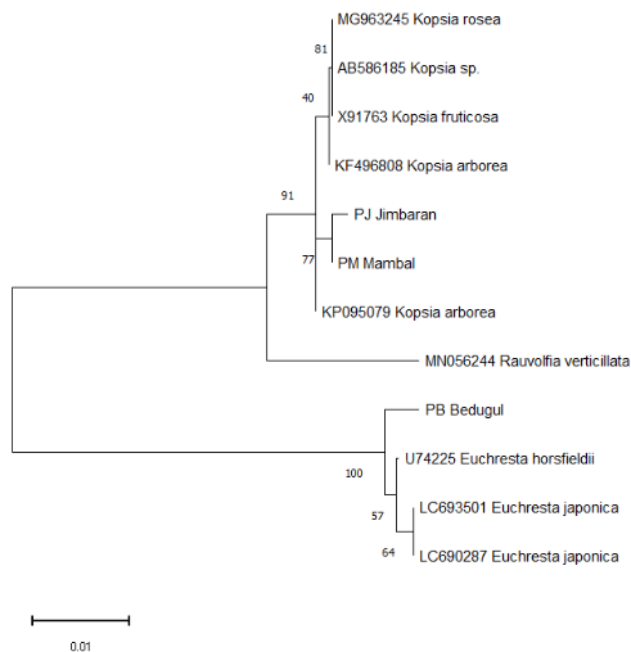 MG963245 Kopsia rosea
81
AB586185 Kopsia sp.
40
X91763 Kopsia fruticosa
KF496808 Kopsia arborea
91
PJ Jimbaran
77
PM Mambal
KP095079 Kopsia arborea
MN056244 Rauvolfia verticillata
PB Bedugul
U74225 Euchresta horsfieldii
100
LC693501 Euchresta japonica
57
64
LC690287 Euchresta japonica
0.01